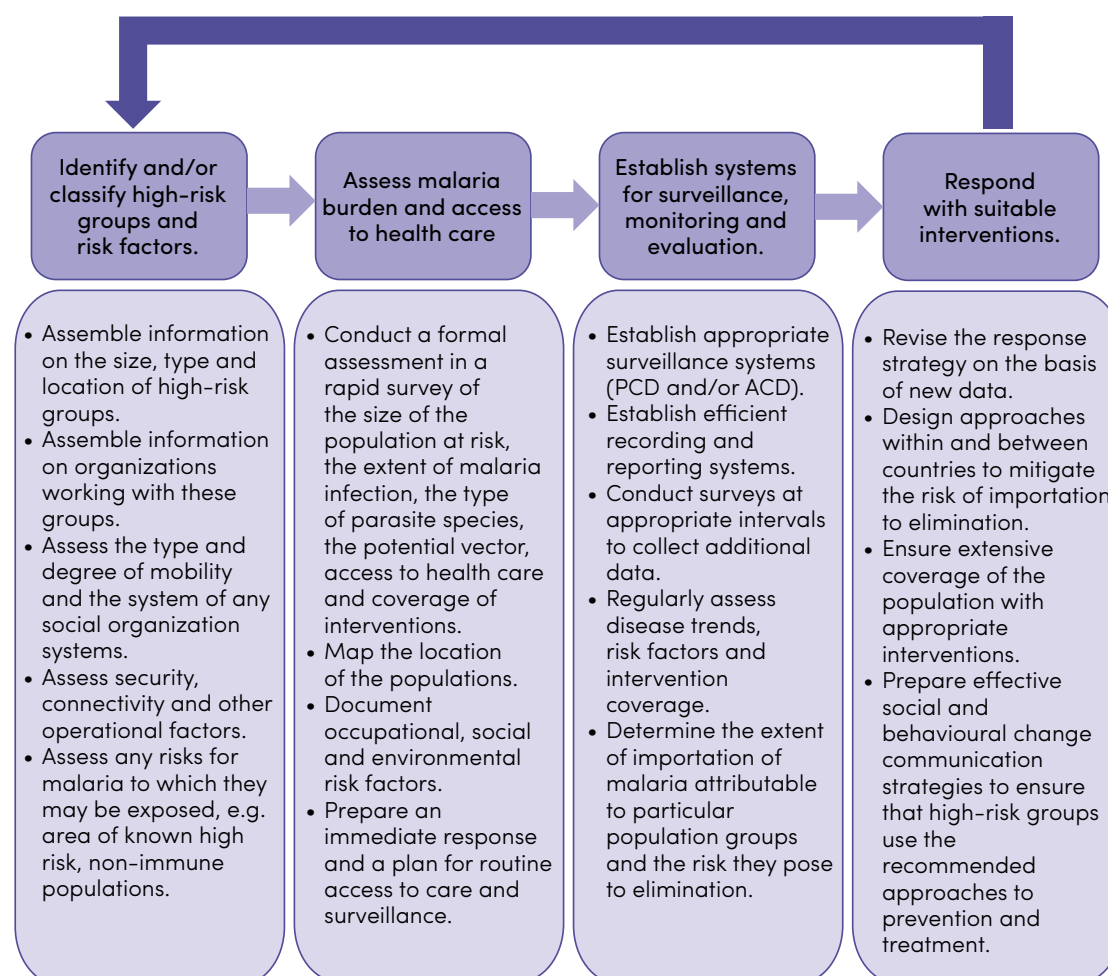 Identify and/or
classify high-risk
groups and
risk factors.
Assess malaria
burden and access
to health care
Establish systems
for surveillance,
monitoring and
evaluation.
Respond
with suitable
interventions.
• Assemble information
on the size, type and
location of high-risk
groups.
• Assemble information
on organizations
working with these
groups.
• Assess the type and
degree of mobility
and the system of any
social organization
systems.
• Assess security,
connectivity and other
operational factors.
• Assess any risks for
malaria to which they
may be exposed, e.g.
area of known high
risk, non-immune
populations.
• Conduct a formal
assessment in a
rapid survey of
the size of the
population at risk,
the extent of malaria
infection, the type
of parasite species,
the potential vector,
access to health care
and coverage of
interventions.
• Map the location
of the populations.
• Document
occupational, social
and environmental
risk factors.
• Prepare an
immediate response
and a plan for routine
access to care and
surveillance.
• Establish appropriate
surveillance systems
(PCD and/or ACD).
• Establish efficient
recording and
reporting systems.
• Conduct surveys at
appropriate intervals
to collect additional
data.
• Regularly assess
disease trends,
risk factors and
intervention
coverage.
• Determine the extent
of importation of
malaria attributable
to particular
population groups
and the risk they pose
to elimination.
• Revise the response
strategy on the basis
of new data.
• Design approaches
within and between
countries to mitigate
the risk of importation
to elimination.
• Ensure extensive
coverage of the
population with
appropriate
interventions.
• Prepare effective
social and
behavioural change
communication
strategies to ensure
that high-risk groups
use the
recommended
approaches to
prevention and
treatment.